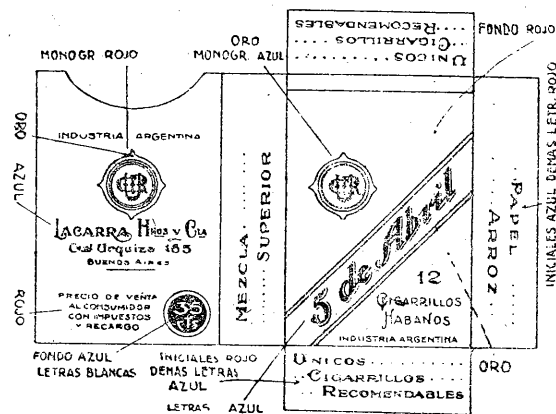 UNICOS
CIGARRILLOS
RECOMENDABLES
FONDO ROJO
ORO
MONOGR. AZUL
MONOGR ROJO
ORO
AZUL
ROJO
INDUSTRIA ARGENTINA
LACARRA Hnos y Cia
Gral Urquiza 185
BUENOS AIRES
PRECIO DE VENTA
AL CONSUMIDOR
CON IMPUESTOS
Y RECARGO
MEZCLA
SUPERIOR
5 de Abril
12
CIGARRILLOS
HABANOS
INDUSTRIA ARGENTINA
PAPEL
ARROZ
INICIALES AZUL DEMAS LETR. ROJO
FONDO AZUL
LETRAS BLANCAS
INICIALES ROJO
DEMAS LETRAS
AZUL
LETRAS AZUL
UNICOS
CIGARRILLOS
RECOMENDABLES
ORO